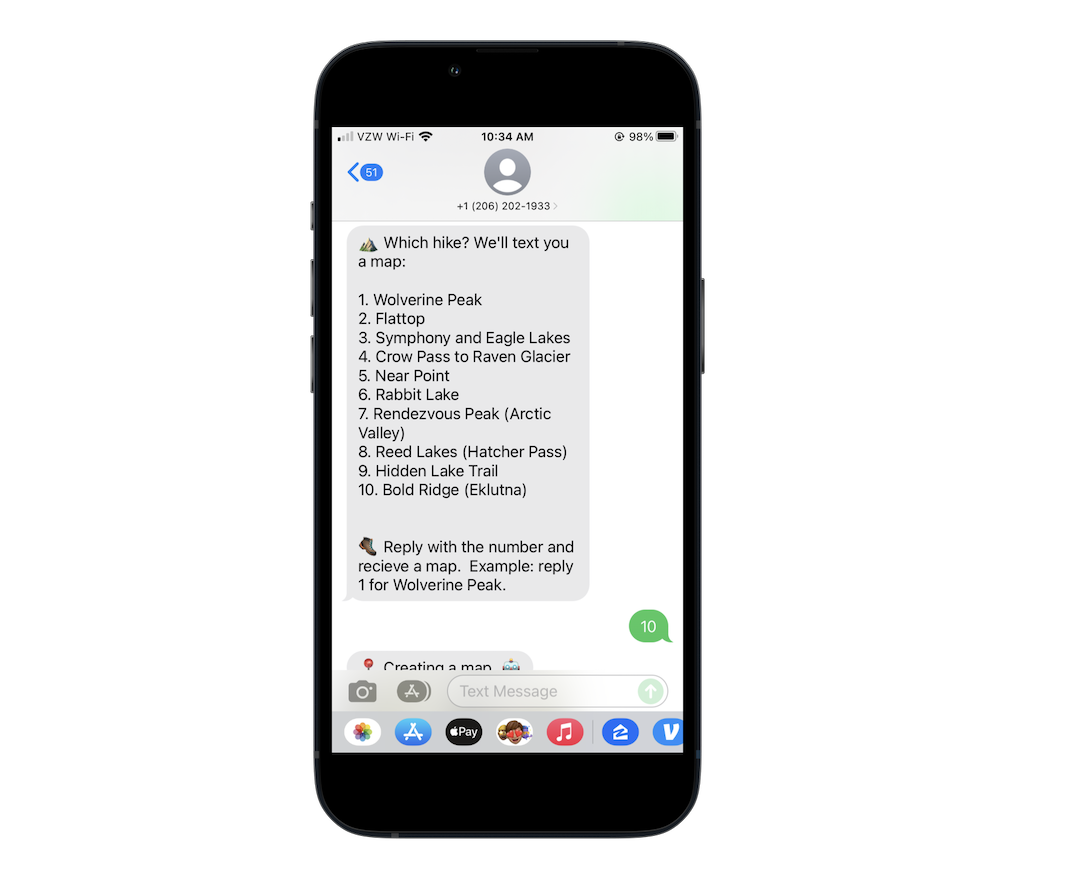 VZW Wi-Fi 10:34 AM 98%
51
+1 (206) 202-1933
Which hike? We'll text you
a map:
1. Wolverine Peak
2. Flattop
3. Symphony and Eagle Lakes
4. Crow Pass to Raven Glacier
5. Near Point
6. Rabbit Lake
7. Rendezvous Peak (Arctic
Valley)
8. Reed Lakes (Hatcher Pass)
9. Hidden Lake Trail
10. Bold Ridge (Eklutna)
Reply with the number and
recieve a map.  Example: reply
1 for Wolverine Peak.
10
Creating a map
Text Message
Pay